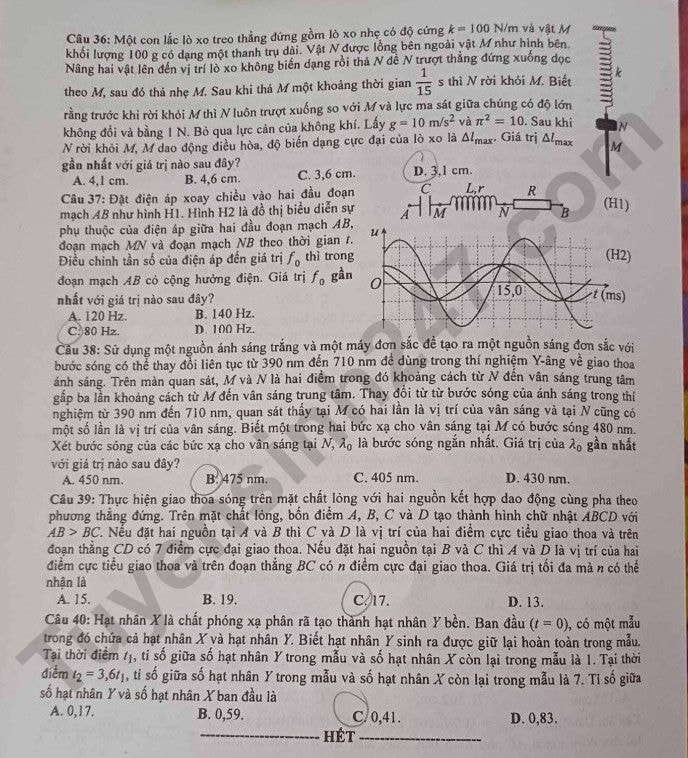 Câu 36: Một con lắc lò xo treo thẳng đứng gồm lò xo nhẹ có độ cứng k = 100 N/m và vật M
khối lượng 100 g có dạng một thanh trụ dài. Vật N được lồng bên ngoài vật M như hình bên.
Nâng hai vật lên đến vị trí lò xo không biến dạng rồi thả N để N trượt thẳng đứng xuống dọc
theo M, sau đó thả nhẹ M. Sau khi thả M một khoảng thời gian 1/15 s thì N rời khỏi M. Biết
rằng trước khi rời khỏi M thì N luôn trượt xuống so với M và lực ma sát giữa chúng có độ lớn
không đổi và bằng 1 N. Bỏ qua lực cản của không khí. Lấy g = 10 m/s² và π² = 10. Sau khi
N rời khỏi M, M dao động điều hòa, độ biến dạng cực đại của lò xo là Δlmax. Giá trị Δlmax
gần nhất với giá trị nào sau đây?
A. 4,1 cm. B. 4,6 cm. C. 3,6 cm. D. 3,1 cm.
k
N
M
Câu 37: Đặt điện áp xoay chiều vào hai đầu đoạn
mạch AB như hình H1. Hình H2 là đồ thị biểu diễn sự
phụ thuộc của điện áp giữa hai đầu đoạn mạch AB,
đoạn mạch MN và đoạn mạch NB theo thời gian t.
Điều chỉnh tần số của điện áp đến giá trị f₀ thì trong
đoạn mạch AB có cộng hưởng điện. Giá trị f₀ gần
nhất với giá trị nào sau đây?
A. 120 Hz. B. 140 Hz.
C. 80 Hz. D. 100 Hz.
C L,r R
A M N B (H1)
u
(H2)
O 15,0 t (ms)
Câu 38: Sử dụng một nguồn ánh sáng trắng và một máy đơn sắc để tạo ra một nguồn sáng đơn sắc với
bước sóng có thể thay đổi liên tục từ 390 nm đến 710 nm để dùng trong thí nghiệm Y-âng về giao thoa
ánh sáng. Trên màn quan sát, M và N là hai điểm trong đó khoảng cách từ N đến vân sáng trung tâm
gấp ba lần khoảng cách từ M đến vân sáng trung tâm. Thay đổi từ từ bước sóng của ánh sáng trong thí
nghiệm từ 390 nm đến 710 nm, quan sát thấy tại M có hai lần là vị trí của vân sáng và tại N cũng có
một số lần là vị trí của vân sáng. Biết một trong hai bức xạ cho vân sáng tại M có bước sóng 480 nm.
Xét bước sóng của các bức xạ cho vân sáng tại N, λ₀ là bước sóng ngắn nhất. Giá trị của λ₀ gần nhất
với giá trị nào sau đây?
A. 450 nm. B. 475 nm. C. 405 nm. D. 430 nm.
Câu 39: Thực hiện giao thoa sóng trên mặt chất lỏng với hai nguồn kết hợp dao động cùng pha theo
phương thẳng đứng. Trên mặt chất lỏng, bốn điểm A, B, C và D tạo thành hình chữ nhật ABCD với
AB > BC. Nếu đặt hai nguồn tại A và B thì C và D là vị trí của hai điểm cực tiểu giao thoa và trên
đoạn thẳng CD có 7 điểm cực đại giao thoa. Nếu đặt hai nguồn tại B và C thì A và D là vị trí của hai
điểm cực tiểu giao thoa và trên đoạn thẳng BC có n điểm cực đại giao thoa. Giá trị tối đa mà n có thể
nhận là
A. 15. B. 19. C. 17. D. 13.
Câu 40: Hạt nhân X là chất phóng xạ phân rã tạo thành hạt nhân Y bền. Ban đầu (t = 0), có một mẫu
trong đó chứa cả hạt nhân X và hạt nhân Y. Biết hạt nhân Y sinh ra được giữ lại hoàn toàn trong mẫu.
Tại thời điểm t₁, tỉ số giữa số hạt nhân Y trong mẫu và số hạt nhân X còn lại trong mẫu là 1. Tại thời
điểm t₂ = 3,6t₁, tỉ số giữa số hạt nhân Y trong mẫu và số hạt nhân X còn lại trong mẫu là 7. Tỉ số giữa
số hạt nhân Y và số hạt nhân X ban đầu là
A. 0,17. B. 0,59. C. 0,41. D. 0,83.
-------------------- HẾT --------------------
Tuyensinh247.com